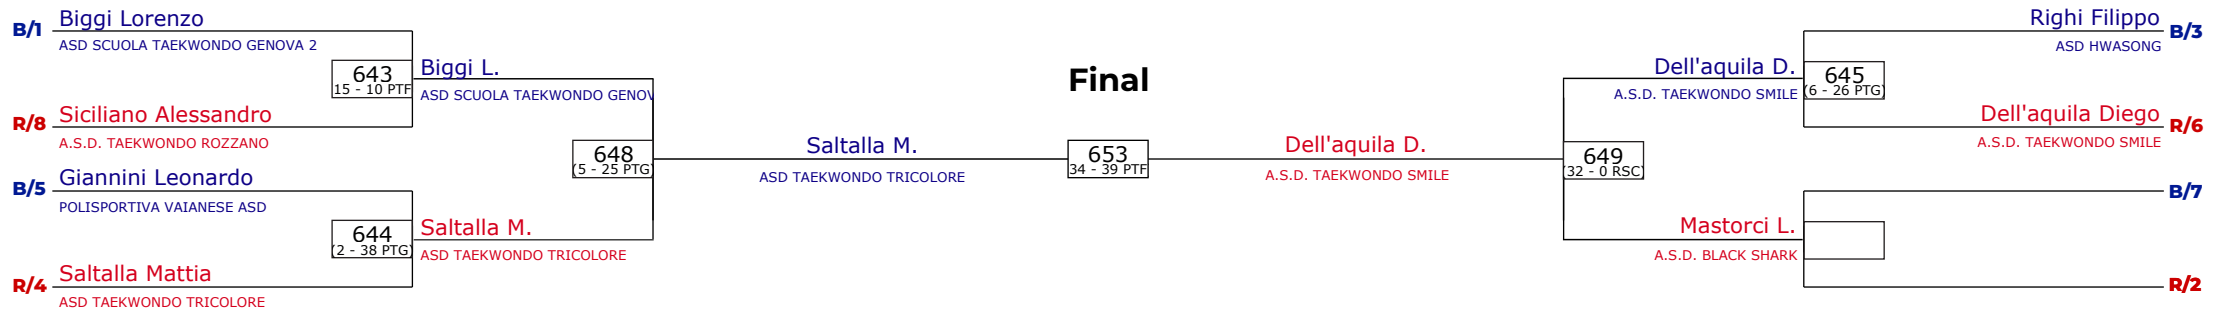 B/1
Biggi Lorenzo
ASD SCUOLA TAEKWONDO GENOVA 2
643
15 - 10 PTF
R/8
Siciliano Alessandro
A.S.D. TAEKWONDO ROZZANO
Biggi L.
ASD SCUOLA TAEKWONDO GENOV
B/5
Giannini Leonardo
POLISPORTIVA VAIANESE ASD
644
(2 - 38 PTG)
R/4
Saltalla Mattia
ASD TAEKWONDO TRICOLORE
Saltalla M.
ASD TAEKWONDO TRICOLORE
648
(5 - 25 PTG)
Saltalla M.
ASD TAEKWONDO TRICOLORE
Final
653
34 - 39 PTF
Dell'aquila D.
A.S.D. TAEKWONDO SMILE
649
(32 - 0 RSC)
Dell'aquila D.
A.S.D. TAEKWONDO SMILE
645
(6 - 26 PTG)
Righi Filippo
ASD HWASONG
B/3
Dell'aquila Diego
A.S.D. TAEKWONDO SMILE
R/6
Mastorci L.
A.S.D. BLACK SHARK
B/7
R/2